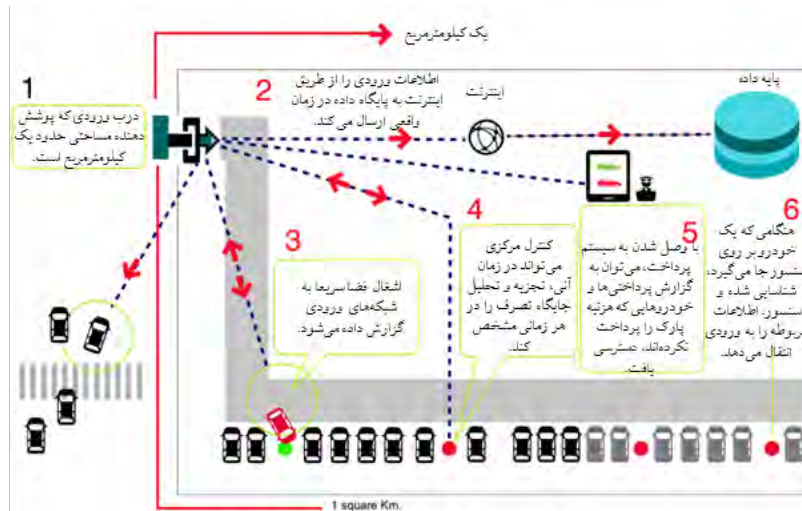 یک کیلومترمربع
1
درب ورودی که پوشش
دهنده مساحتی حدود یک
کیلومترمربع است.
2
اطلاعات ورودی را از طریق
اینترنت به پایگاه داده در زمان
واقعی ارسال می‌کند.
اینترنت
پایه داده
3
اشغال فضا سریعا به
شبکه‌های ورودی
گزارش داده می‌شود.
4
کنترل مرکزی
می‌تواند در زمان
آنی، تجزیه و تحلیل
جایگاه تصرف را در
هر زمانی مشخص
کند.
5
با وصل شدن به سیستم
پرداخت، می‌توان به
گزارش پرداختی‌ها و
خودروهایی که هزینه
پارک را پرداخت
نکرده‌اند، دسترسی
یافت.
6
هنگامی که یک
خودرو بر روی
سنسور جا می‌گیرد،
شناسایی شده و
سنسور، اطلاعات
مربوطه را به ورودی
انتقال می‌دهد.
1 square Km.